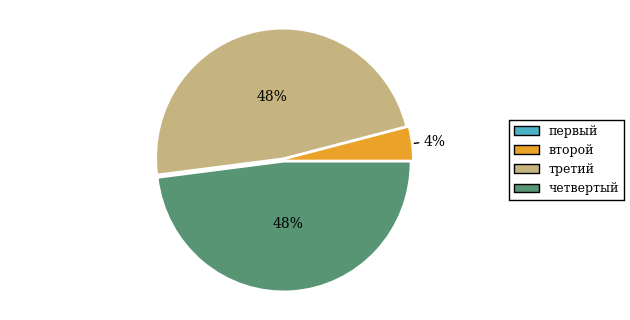 48%
4%
48%
первый
второй
третий
четвертый